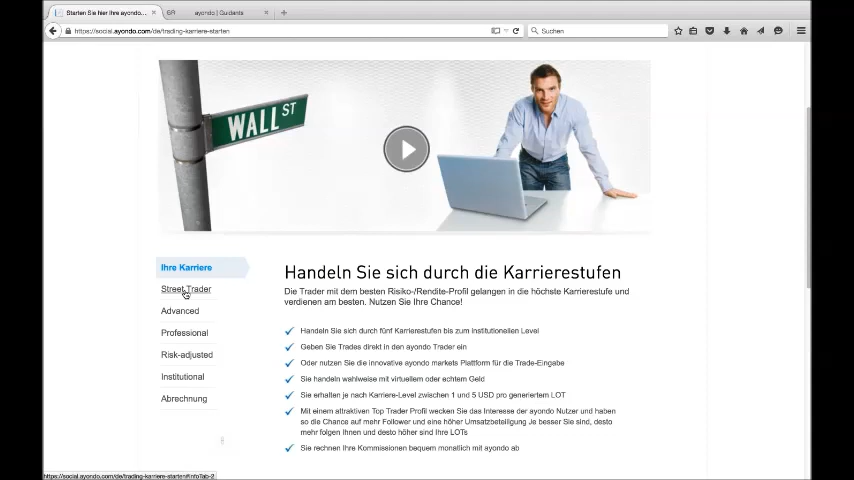 Starten Sie hier Ihre ayondo...
GR
ayondo | Guidants
https://social.ayondo.com/de/trading-karriere-starten
Suchen
WALL ST
Ihre Karriere
Street Trader
Advanced
Professional
Risk-adjusted
Institutional
Abrechnung
Handeln Sie sich durch die Karrierestufen
Die Trader mit dem besten Risiko-/Rendite-Profil gelangen in die höchste Karrierestufe und
verdienen am besten. Nutzen Sie Ihre Chance!
Handeln Sie sich durch fünf Karrierestufen bis zum institutionellen Level
Geben Sie Trades direkt in den ayondo Trader ein
Oder nutzen Sie die innovative ayondo markets Plattform für die Trade-Eingabe
Sie handeln wahlweise mit virtuellem oder echtem Geld
Sie erhalten je nach Karriere-Level zwischen 1 und 5 USD pro generiertem LOT
Mit einem attraktiven Top Trader Profil wecken Sie das Interesse der ayondo Nutzer und haben
so die Chance auf mehr Follower und eine höher Umsatzbeteiligung Je besser Sie sind, desto
mehr folgen Ihnen und desto höher sind Ihre LOTs
Sie rechnen Ihre Kommissionen bequem monatlich mit ayondo ab
https://social.ayondo.com/de/trading-karriere-starten#infoTab-2